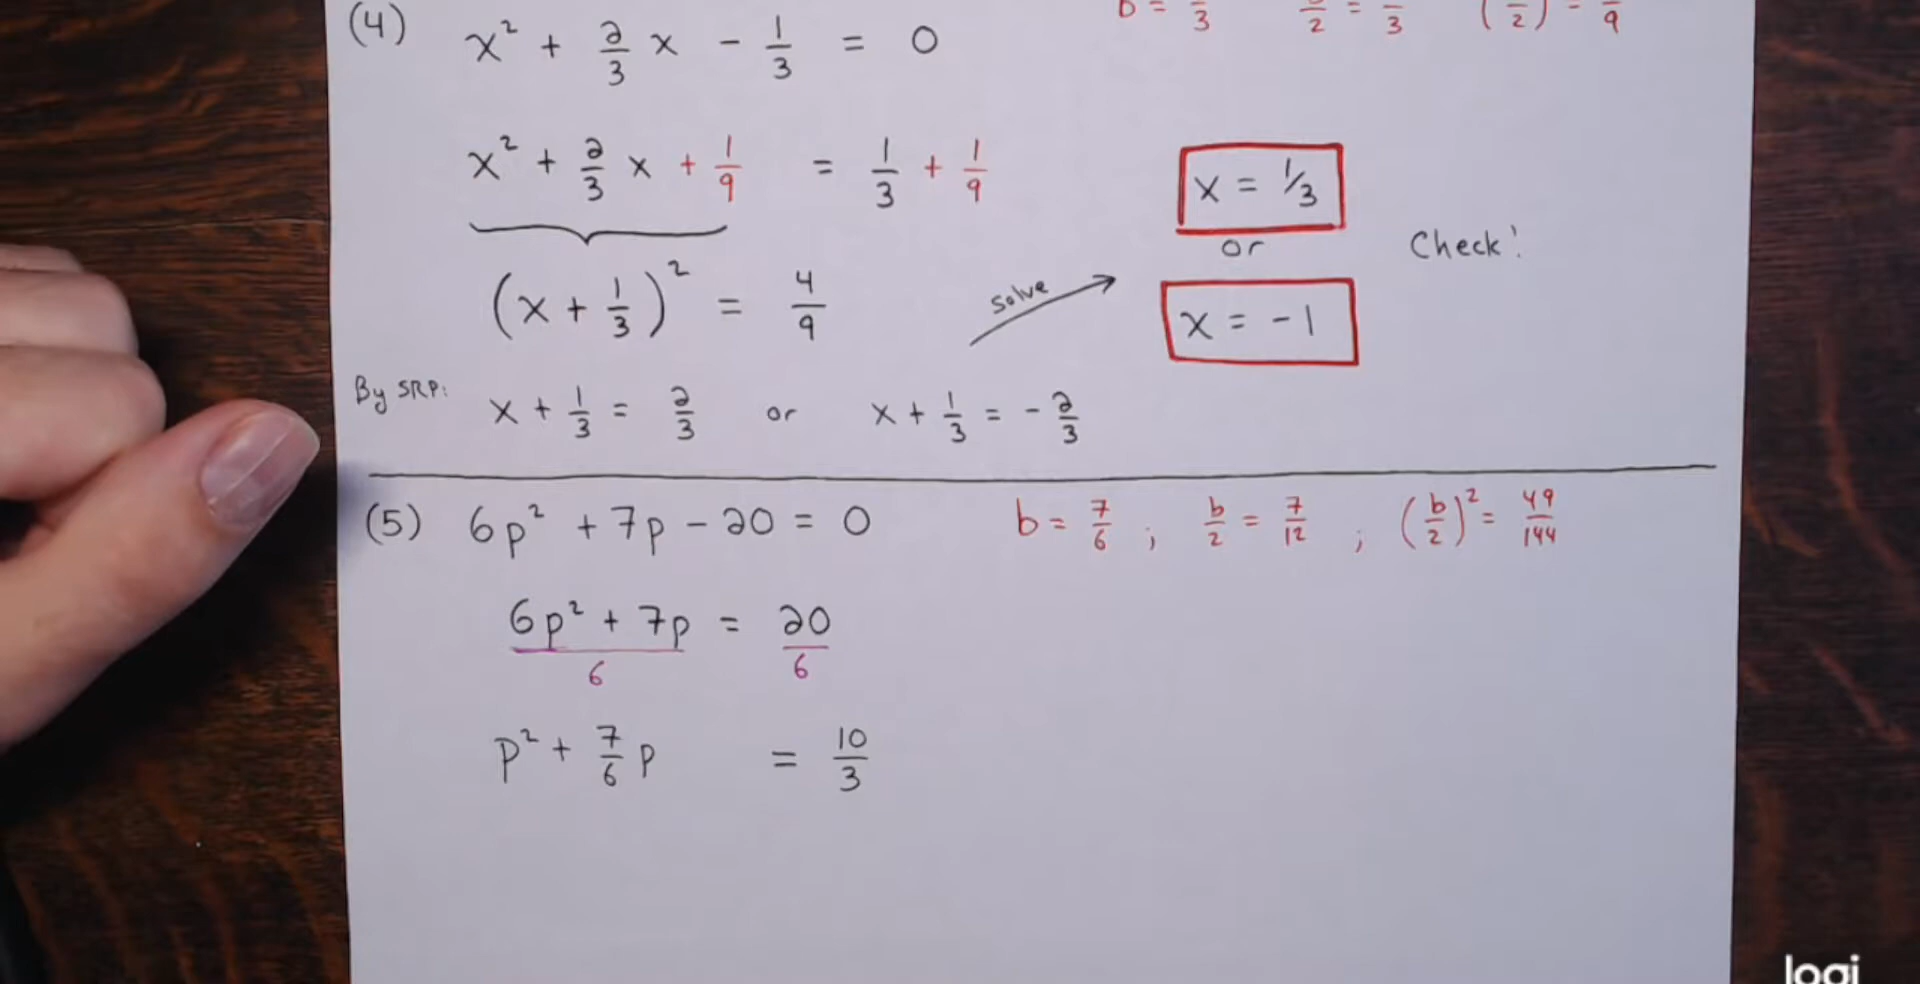 (4) x² + 2/3 x - 1/3 = 0
x² + 2/3 x + 1/9 = 1/3 + 1/9
(x + 1/3)² = 4/9
By SRP: x + 1/3 = 2/3 or x + 1/3 = - 2/3
solve
x = 1/3
or
x = -1
Check!
(5) 6p² + 7p - 20 = 0
b = 7/6 ; b/2 = 7/12 ; (b/2)² = 49/144
6p² + 7p / 6 = 20/6
p² + 7/6 p = 10/3
logi